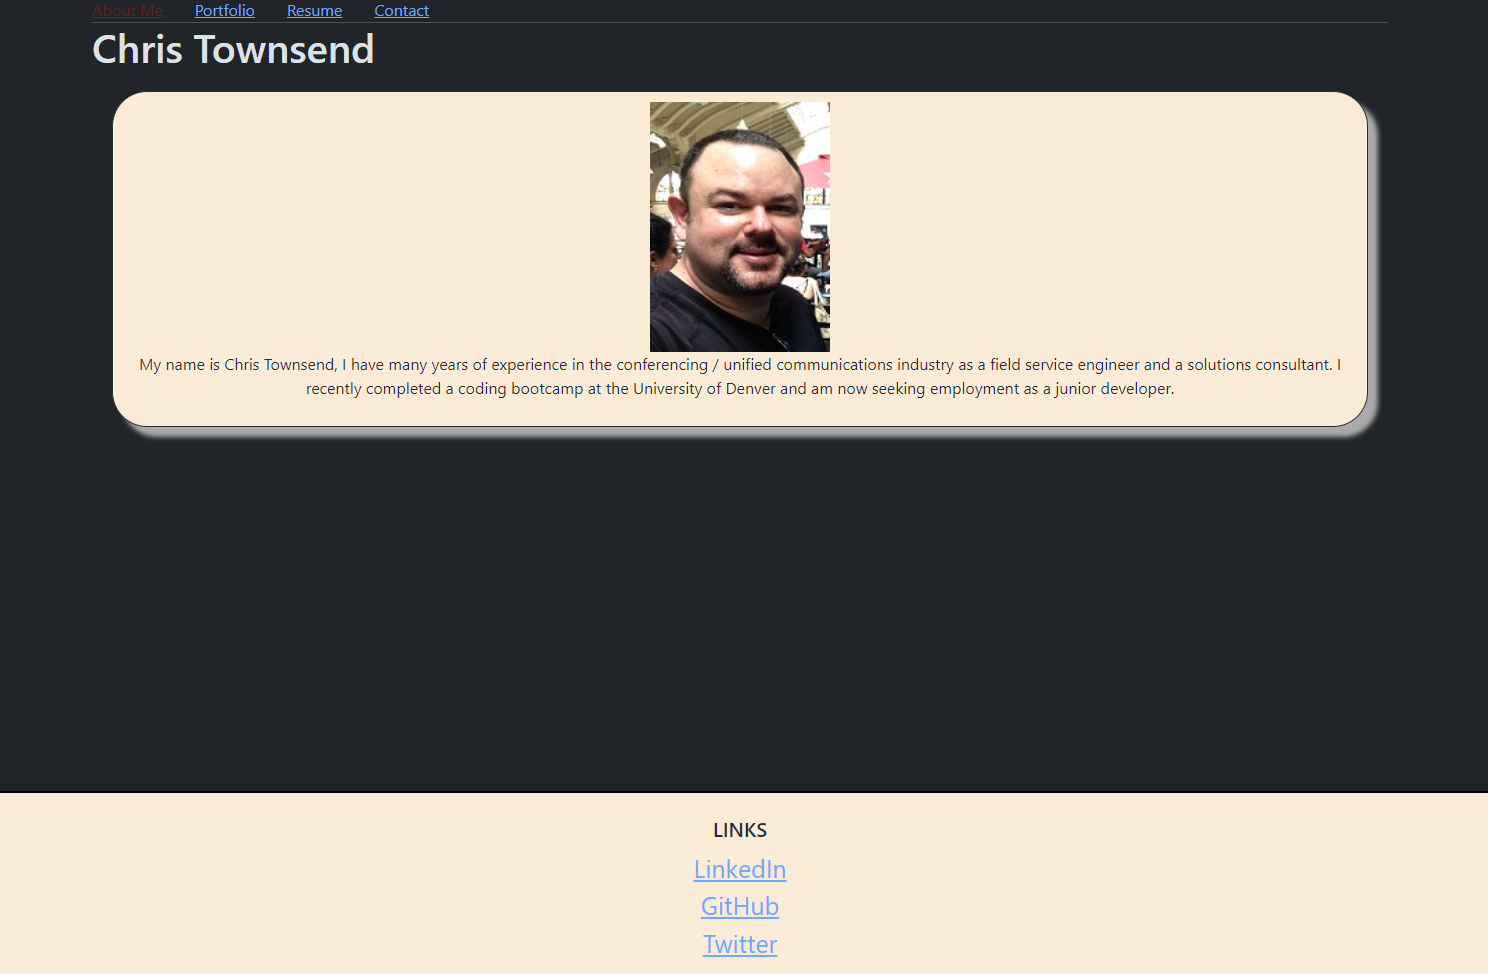 About Me Portfolio Resume Contact
Chris Townsend
My name is Chris Townsend, I have many years of experience in the conferencing / unified communications industry as a field service engineer and a solutions consultant. I
recently completed a coding bootcamp at the University of Denver and am now seeking employment as a junior developer.
LINKS
LinkedIn
GitHub
Twitter